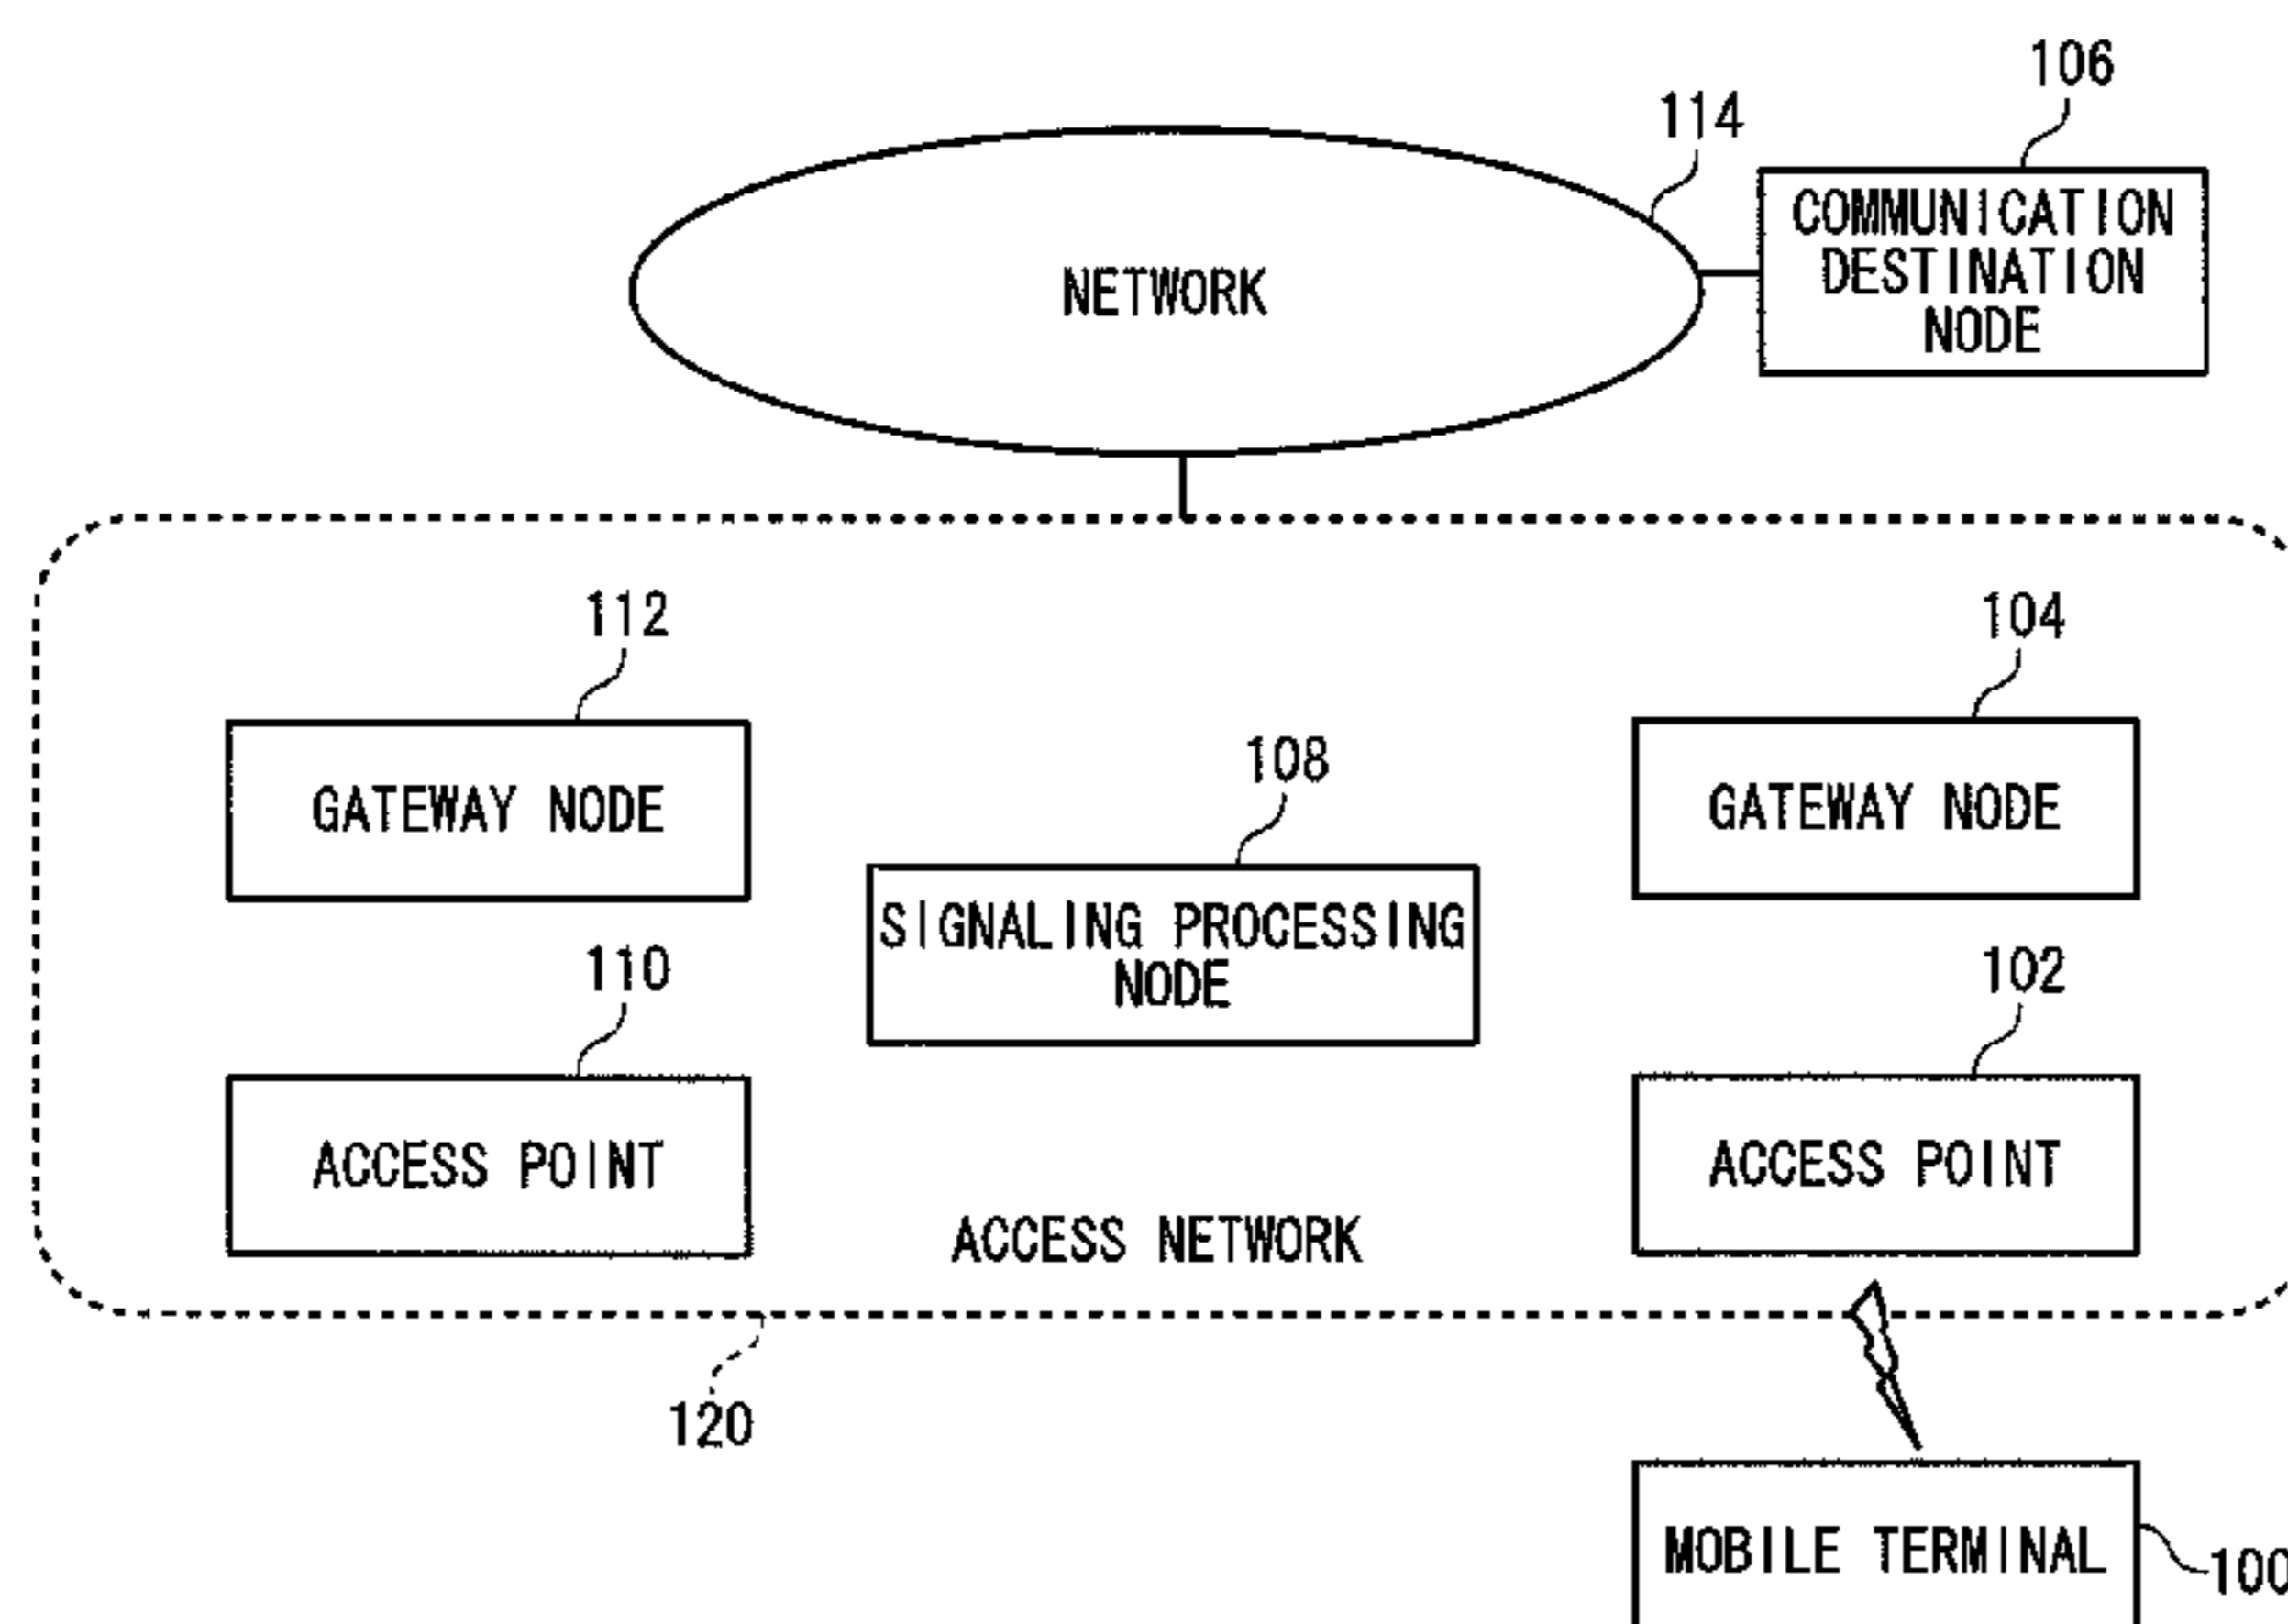 106
114
COMMUNICATION
DESTINATION
NODE
NETWORK
112
104
108
GATEWAY NODE
GATEWAY NODE
SIGNALING PROCESSING
NODE
110
102
ACCESS POINT
ACCESS POINT
ACCESS NETWORK
120
MOBILE TERMINAL
100